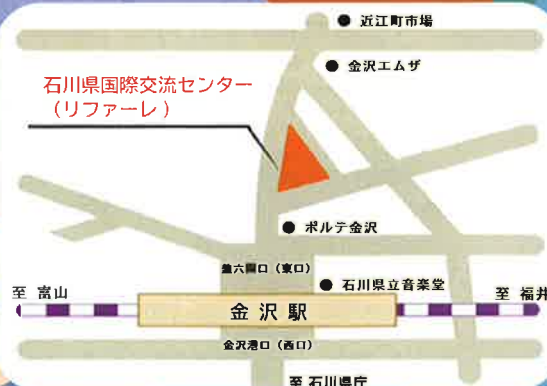 近江町市場
金沢エムザ
石川県国際交流センター
（リファーレ）
ポルテ金沢
兼六園口（東口）
石川県立音楽堂
至 富山
至 福井
金沢駅
金沢港口（西口）
至 石川県庁